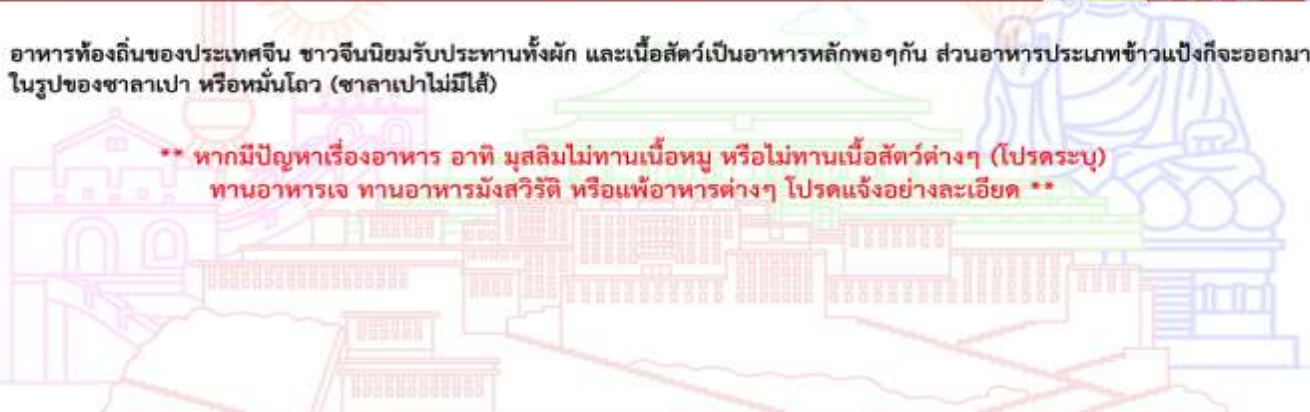 อาหารท้องถิ่นของประเทศจีน ชาวจีนนิยมรับประทานทั้งผัก และเนื้อสัตว์เป็นอาหารหลักพอๆกัน ส่วนอาหารประเภทข้าวแป้งก็จะออกมา
ในรูปของซาลาเปา หรือหมั่นโถว (ซาลาเปาไม่มีไส้)
** หากมีปัญหาเรื่องอาหาร อาทิ มุสลิมไม่ทานเนื้อหมู หรือไม่ทานเนื้อสัตว์ต่างๆ (โปรดระบุ)
ทานอาหารเจ ทานอาหารมังสวิรัติ หรือแพ้อาหารต่างๆ โปรดแจ้งอย่างละเอียด **